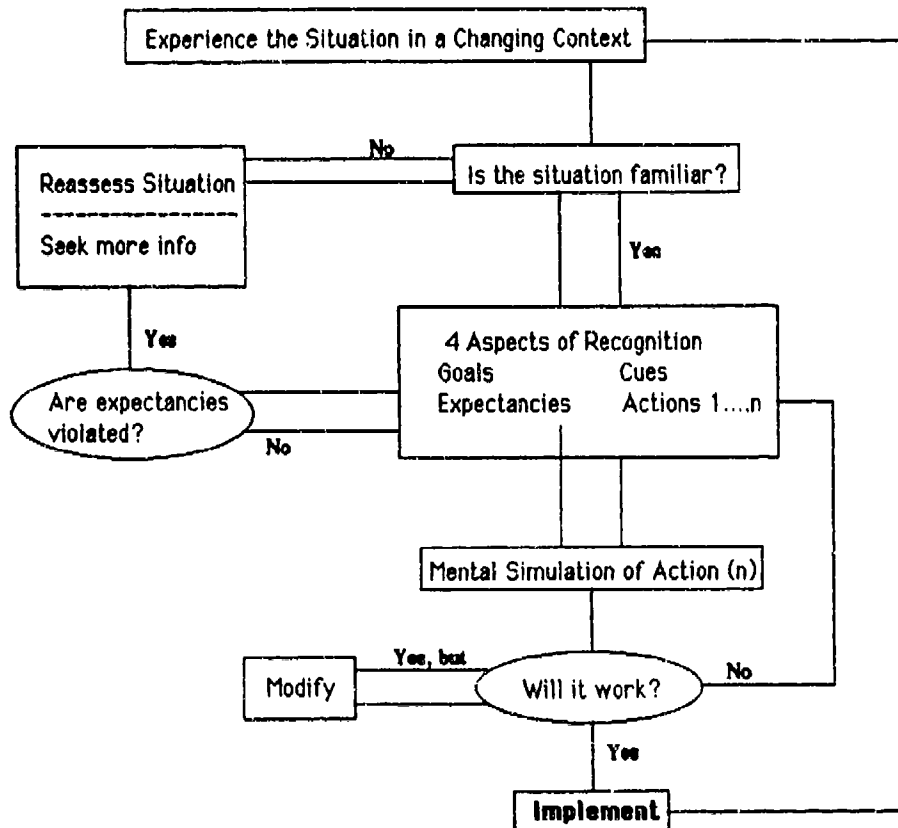 Experience the Situation in a Changing Context
No
Is the situation familiar?
Reassess Situation
Seek more info
Yes
Yes
4 Aspects of Recognition
Goals Cues
Expectancies Actions 1....n
Are expectancies
violated?
No
Mental Simulation of Action (n)
Yes, but
No
Modify
Will it work?
Yes
Implement